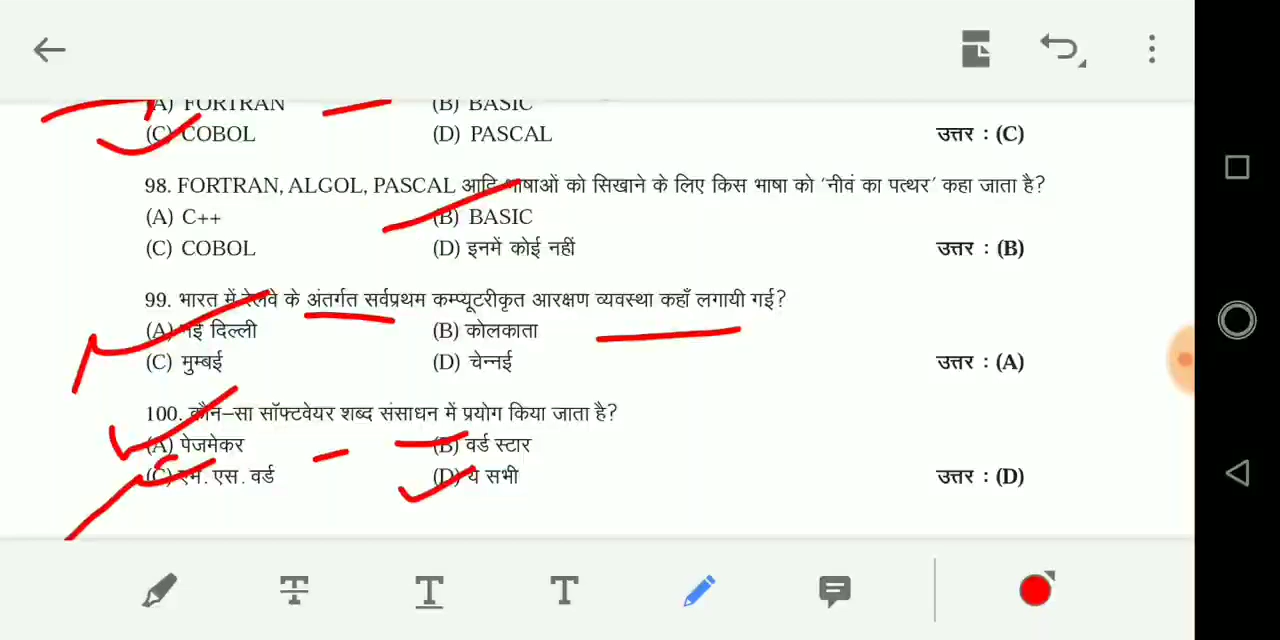 (A) FORTRAN (B) BASIC
(C) COBOL (D) PASCAL उत्तर : (C)
98. FORTRAN, ALGOL, PASCAL आदि भाषाओं को सिखाने के लिए किस भाषा को ‘नीवं का पत्थर’ कहा जाता है?
(A) C++ (B) BASIC
(C) COBOL (D) इनमें कोई नहीं उत्तर : (B)
99. भारत में रेलवे के अंतर्गत सर्वप्रथम कम्प्यूटरीकृत आरक्षण व्यवस्था कहाँ लगायी गई?
(A) नई दिल्ली (B) कोलकाता
(C) मुम्बई (D) चेन्नई उत्तर : (A)
100. कौन–सा सॉफ्टवेयर शब्द संसाधन में प्रयोग किया जाता है?
(A) पेजमेकर (B) वर्ड स्टार
(C) एम. एस. वर्ड (D) ये सभी उत्तर : (D)